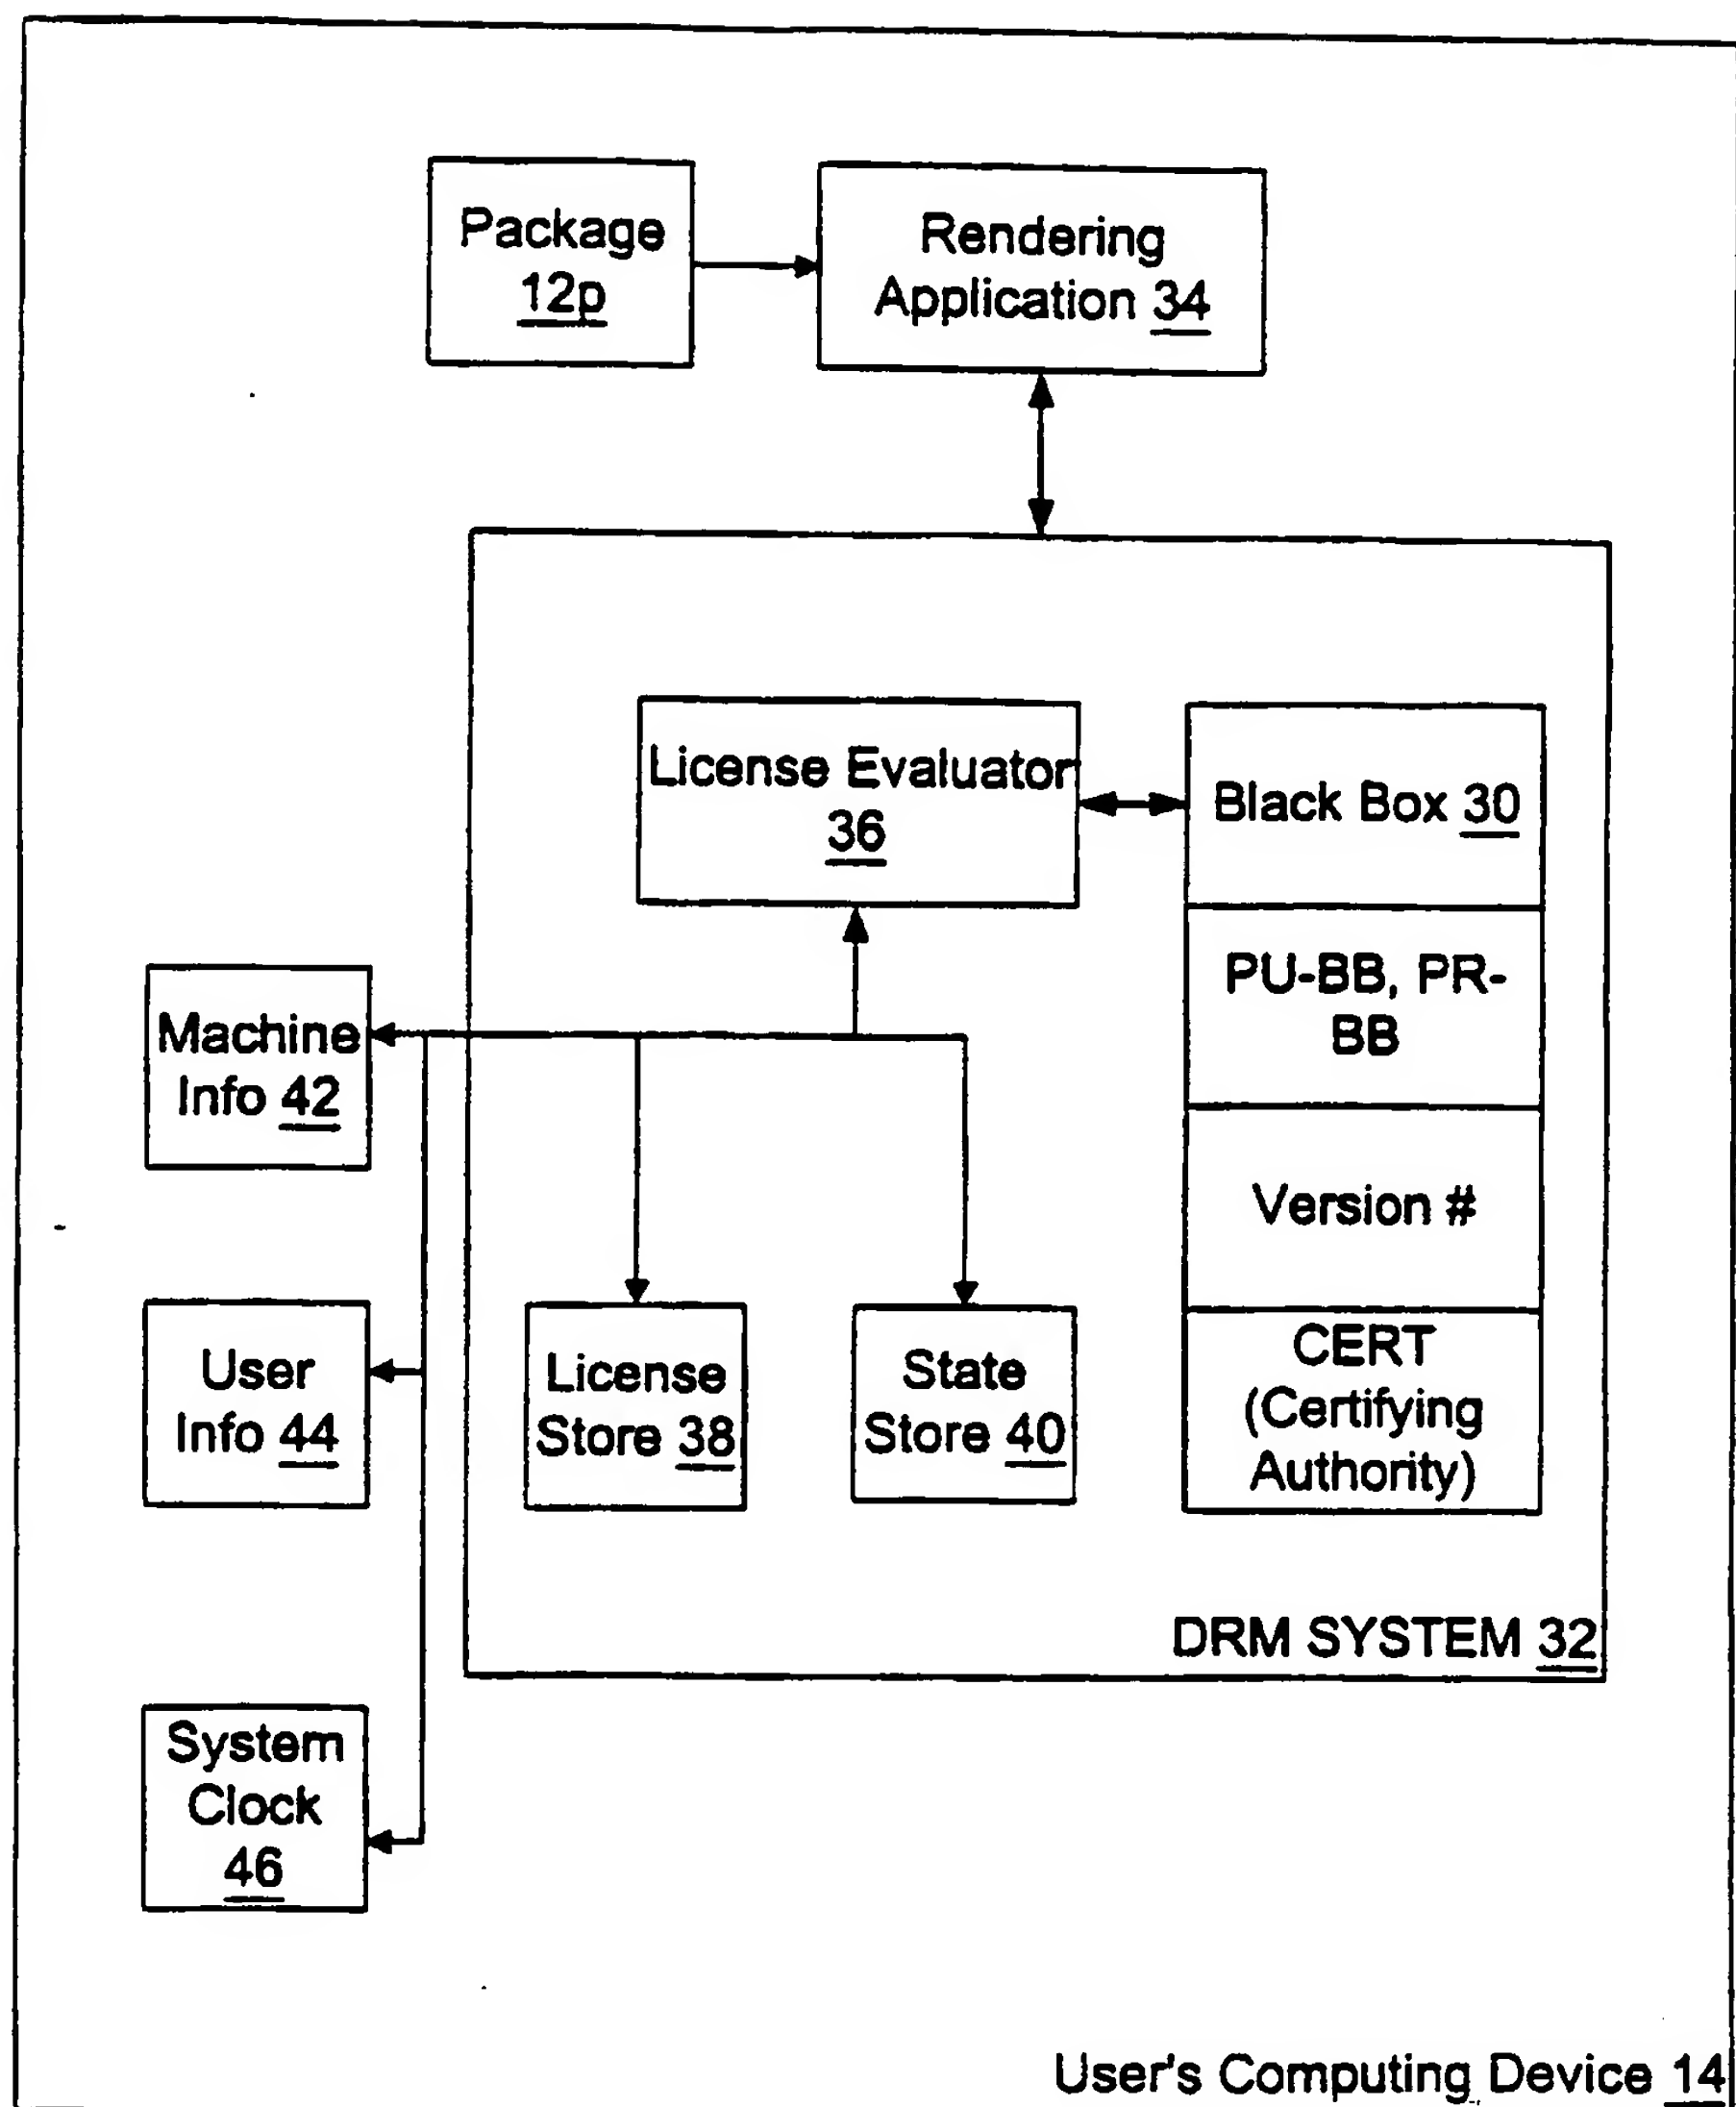 Package
12p
Rendering
Application 34
License Evaluator
36
Black Box 30
PU-BB, PR-
BB
Version #
CERT
(Certifying
Authority)
Machine
Info 42
User
Info 44
System
Clock
46
License
Store 38
State
Store 40
DRM SYSTEM 32
User's Computing Device 14